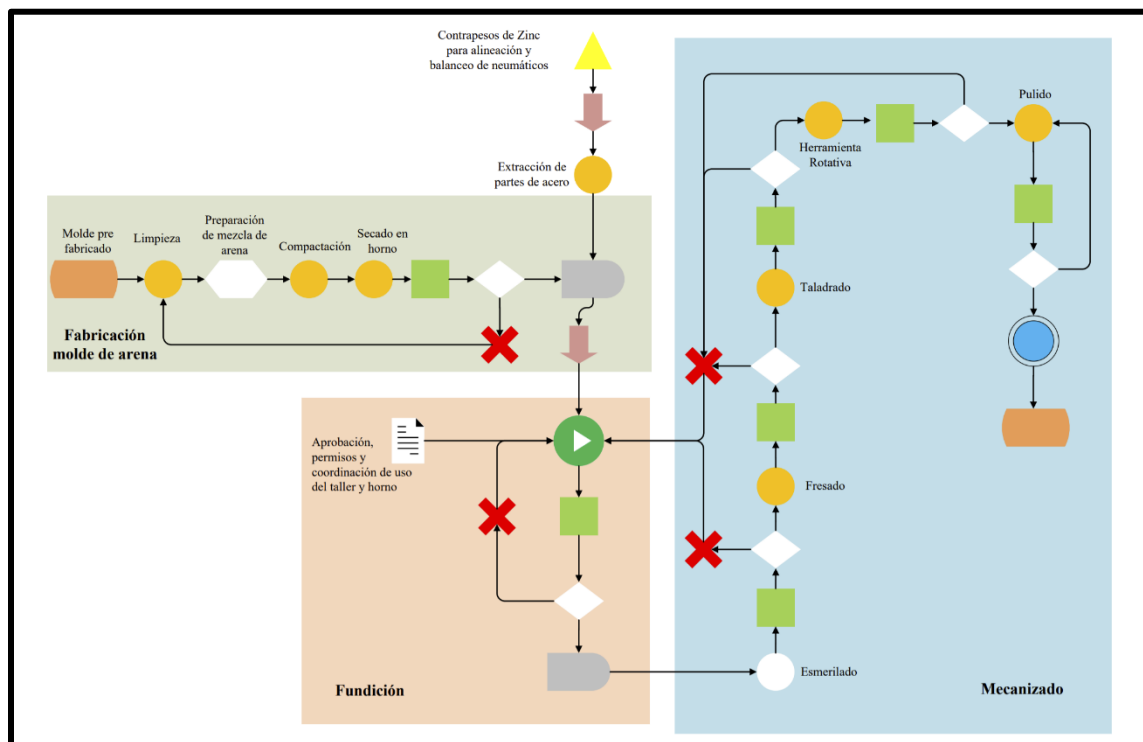 Contrapesos de Zinc
para alineación y
balanceo de neumáticos
Extracción de
partes de acero
Molde pre
fabricado
Limpieza
Preparación
de mezcla de
arena
Compactación
Secado en
horno
Fabricación
molde de arena
Aprobación,
permisos y
coordinación de uso
del taller y horno
Fundición
Pulido
Herramienta
Rotativa
Taladrado
Fresado
Esmerilado
Mecanizado